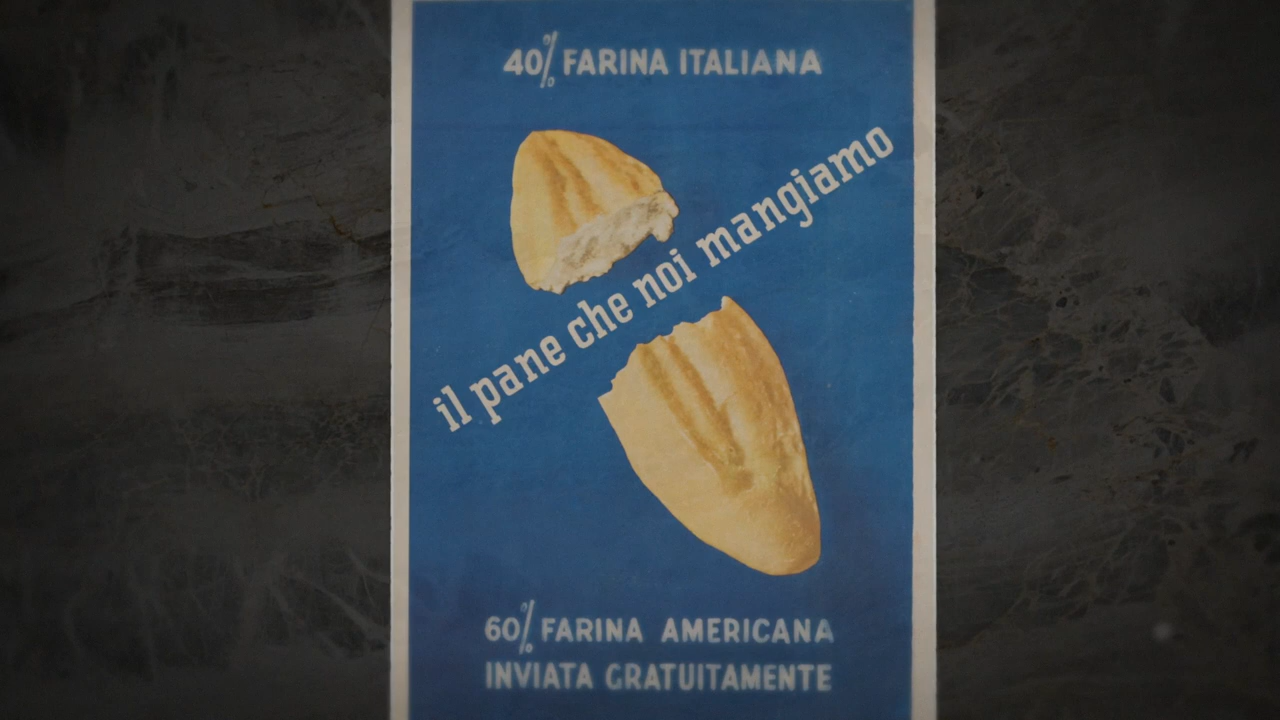 40% FARINA ITALIANA
il pane che noi mangiamo
60% FARINA AMERICANA
INVIATA GRATUITAMENTE